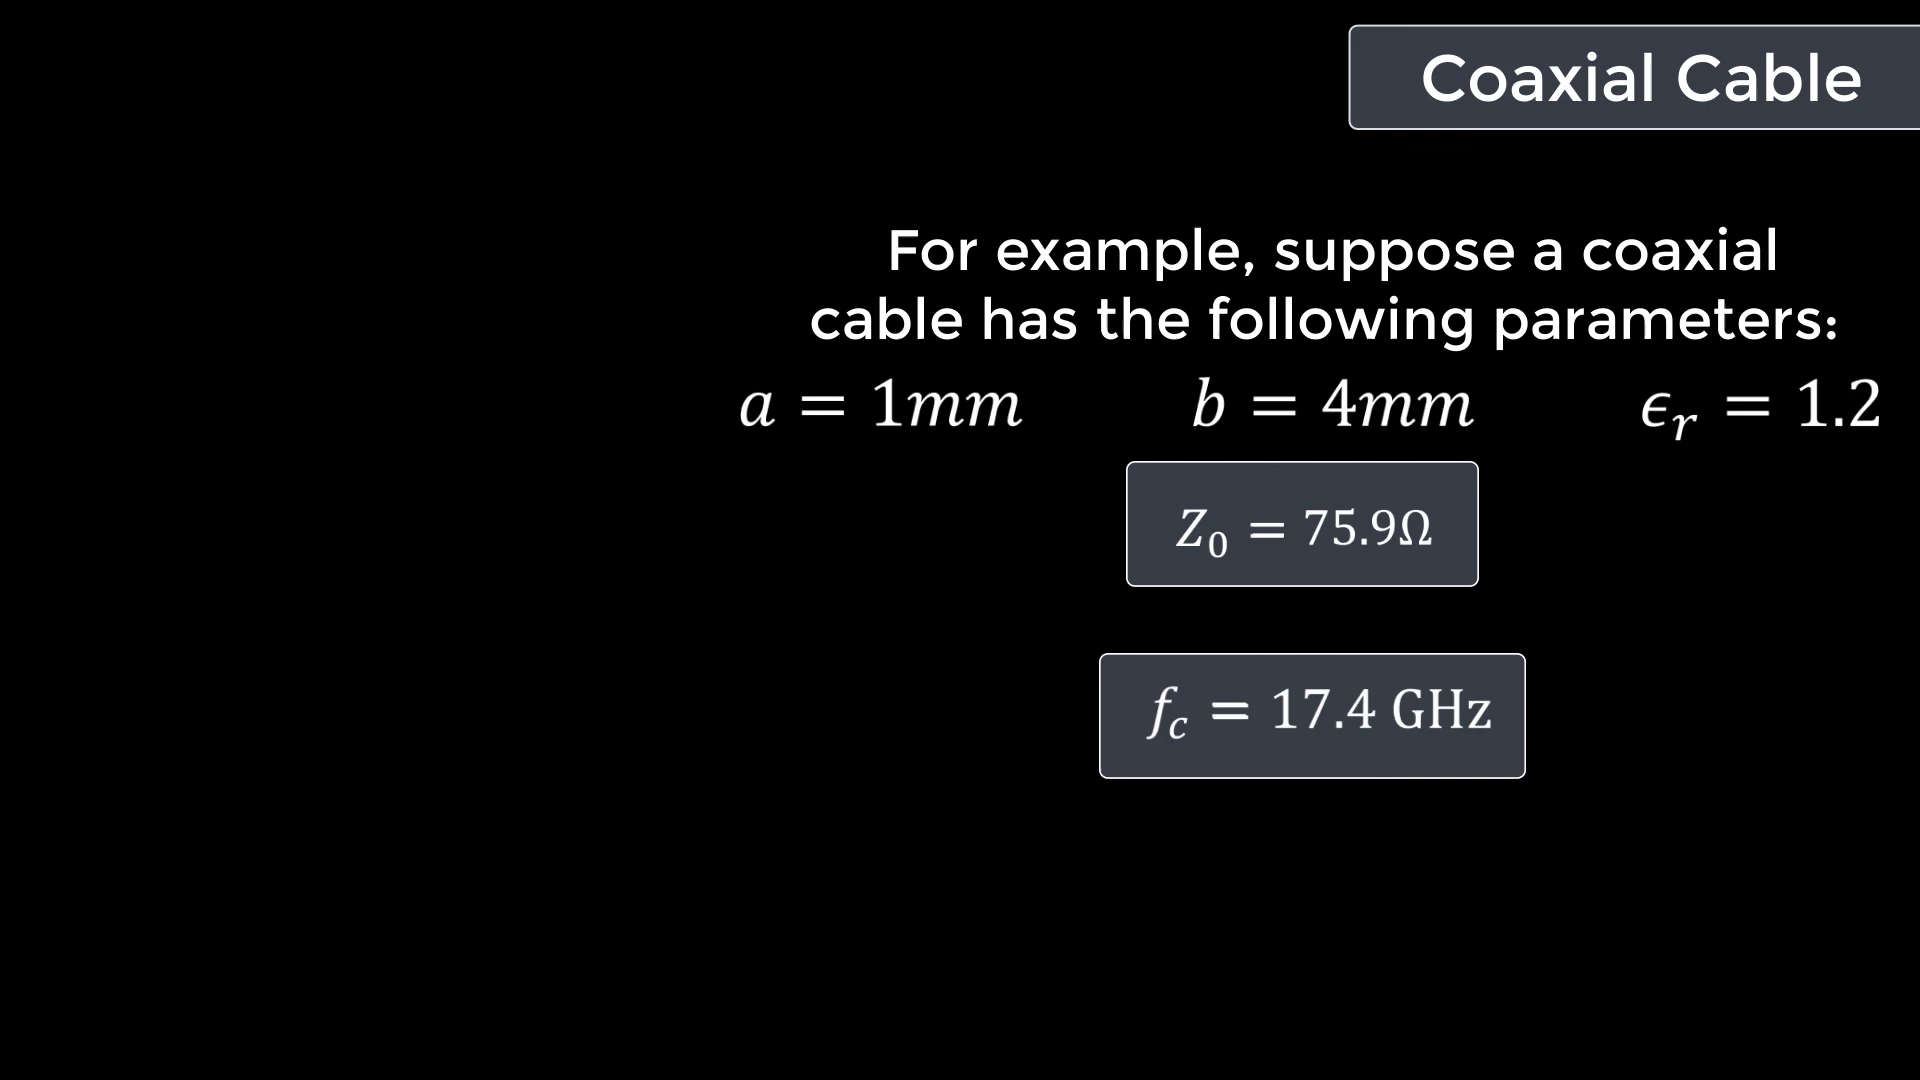 Coaxial Cable
For example, suppose a coaxial
cable has the following parameters:
a = 1mm b = 4mm ϵᵣ = 1.2
Z₀ = 75.9Ω
f_c = 17.4 GHz